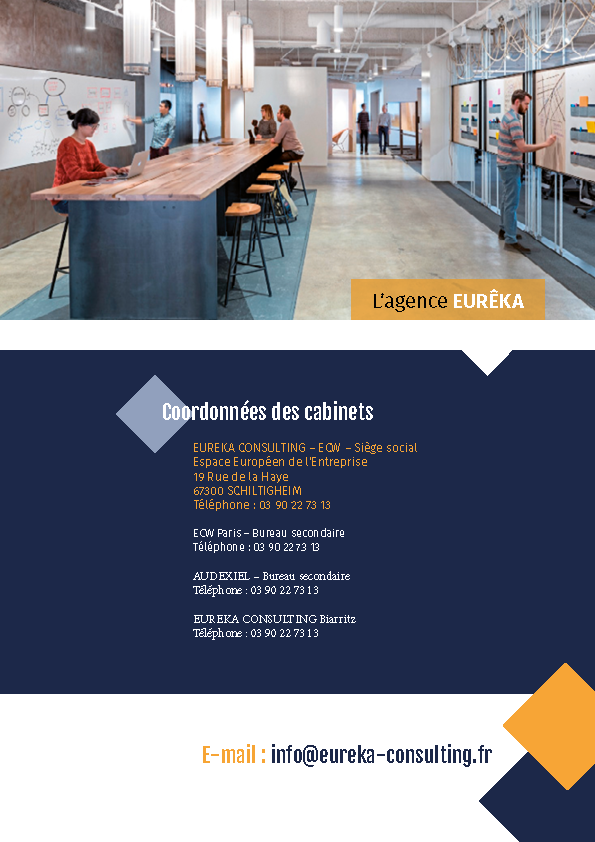 L'agence EURÊKA
Coordonnées des cabinets
EUREKA CONSULTING – ECW – Siège social
Espace Européen de l'Entreprise
19 Rue de la Haye
67300 SCHILTIGHEIM
Téléphone : 03 90 22 73 13
ECW Paris – Bureau secondaire
Téléphone : 03 90 22 73 13
AUDEXIEL – Bureau secondaire
Téléphone : 03 90 22 73 13
EUREKA CONSULTING Biarritz
Téléphone : 03 90 22 73 13
E-mail : info@eureka-consulting.fr